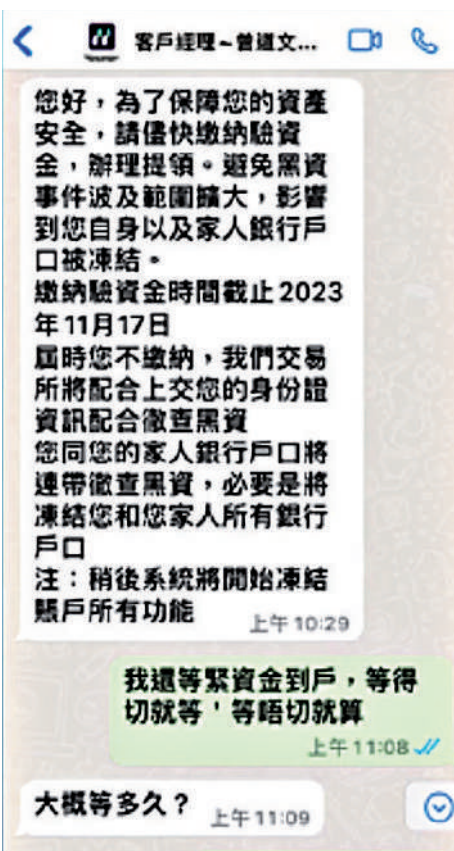 客戶經理~曾道文...
您好，為了保障您的資產
安全，請儘快繳納驗資
金，辦理提領。避免黑資
事件波及範圍擴大，影響
到您自身以及家人銀行戶
口被凍結。
繳納驗資金時間截止2023
年11月17日
屆時您不繳納，我們交易
所將配合上交您的身份證
資訊配合徹查黑資
您同您的家人銀行戶口將
連帶徹查黑資，必要是將
凍結您和您家人所有銀行
戶口
注：稍後系統將開始凍結
賬戶所有功能
上午10:29
我還等緊資金到戶，等得
切就等，等唔切就算
上午11:08
大概等多久？
上午11:09